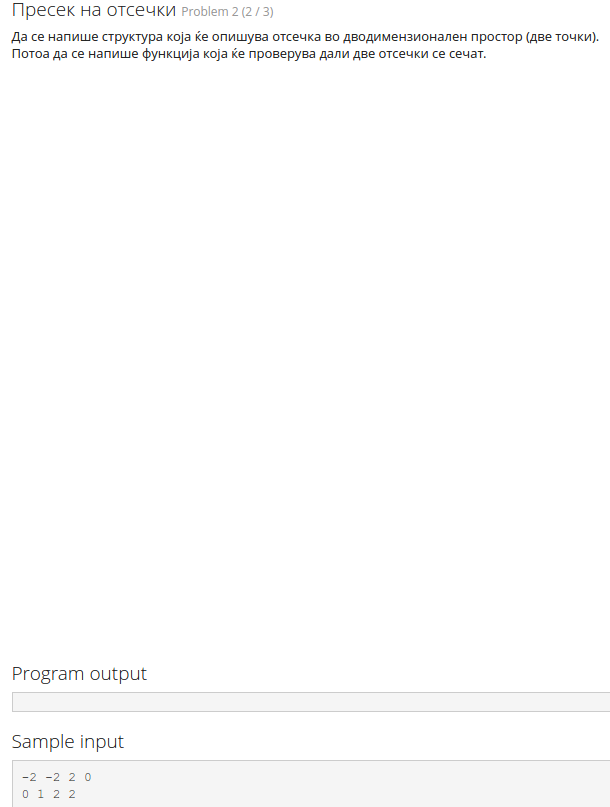 Пресек на отсечки Problem 2 (2 / 3)
Да се напише структура која ќе опишува отсечка во дводимензионален простор (две точки).
Потоа да се напише функција која ќе проверува дали две отсечки се сечат.
Program output
Sample input
-2 -2 2 0
0 1 2 2